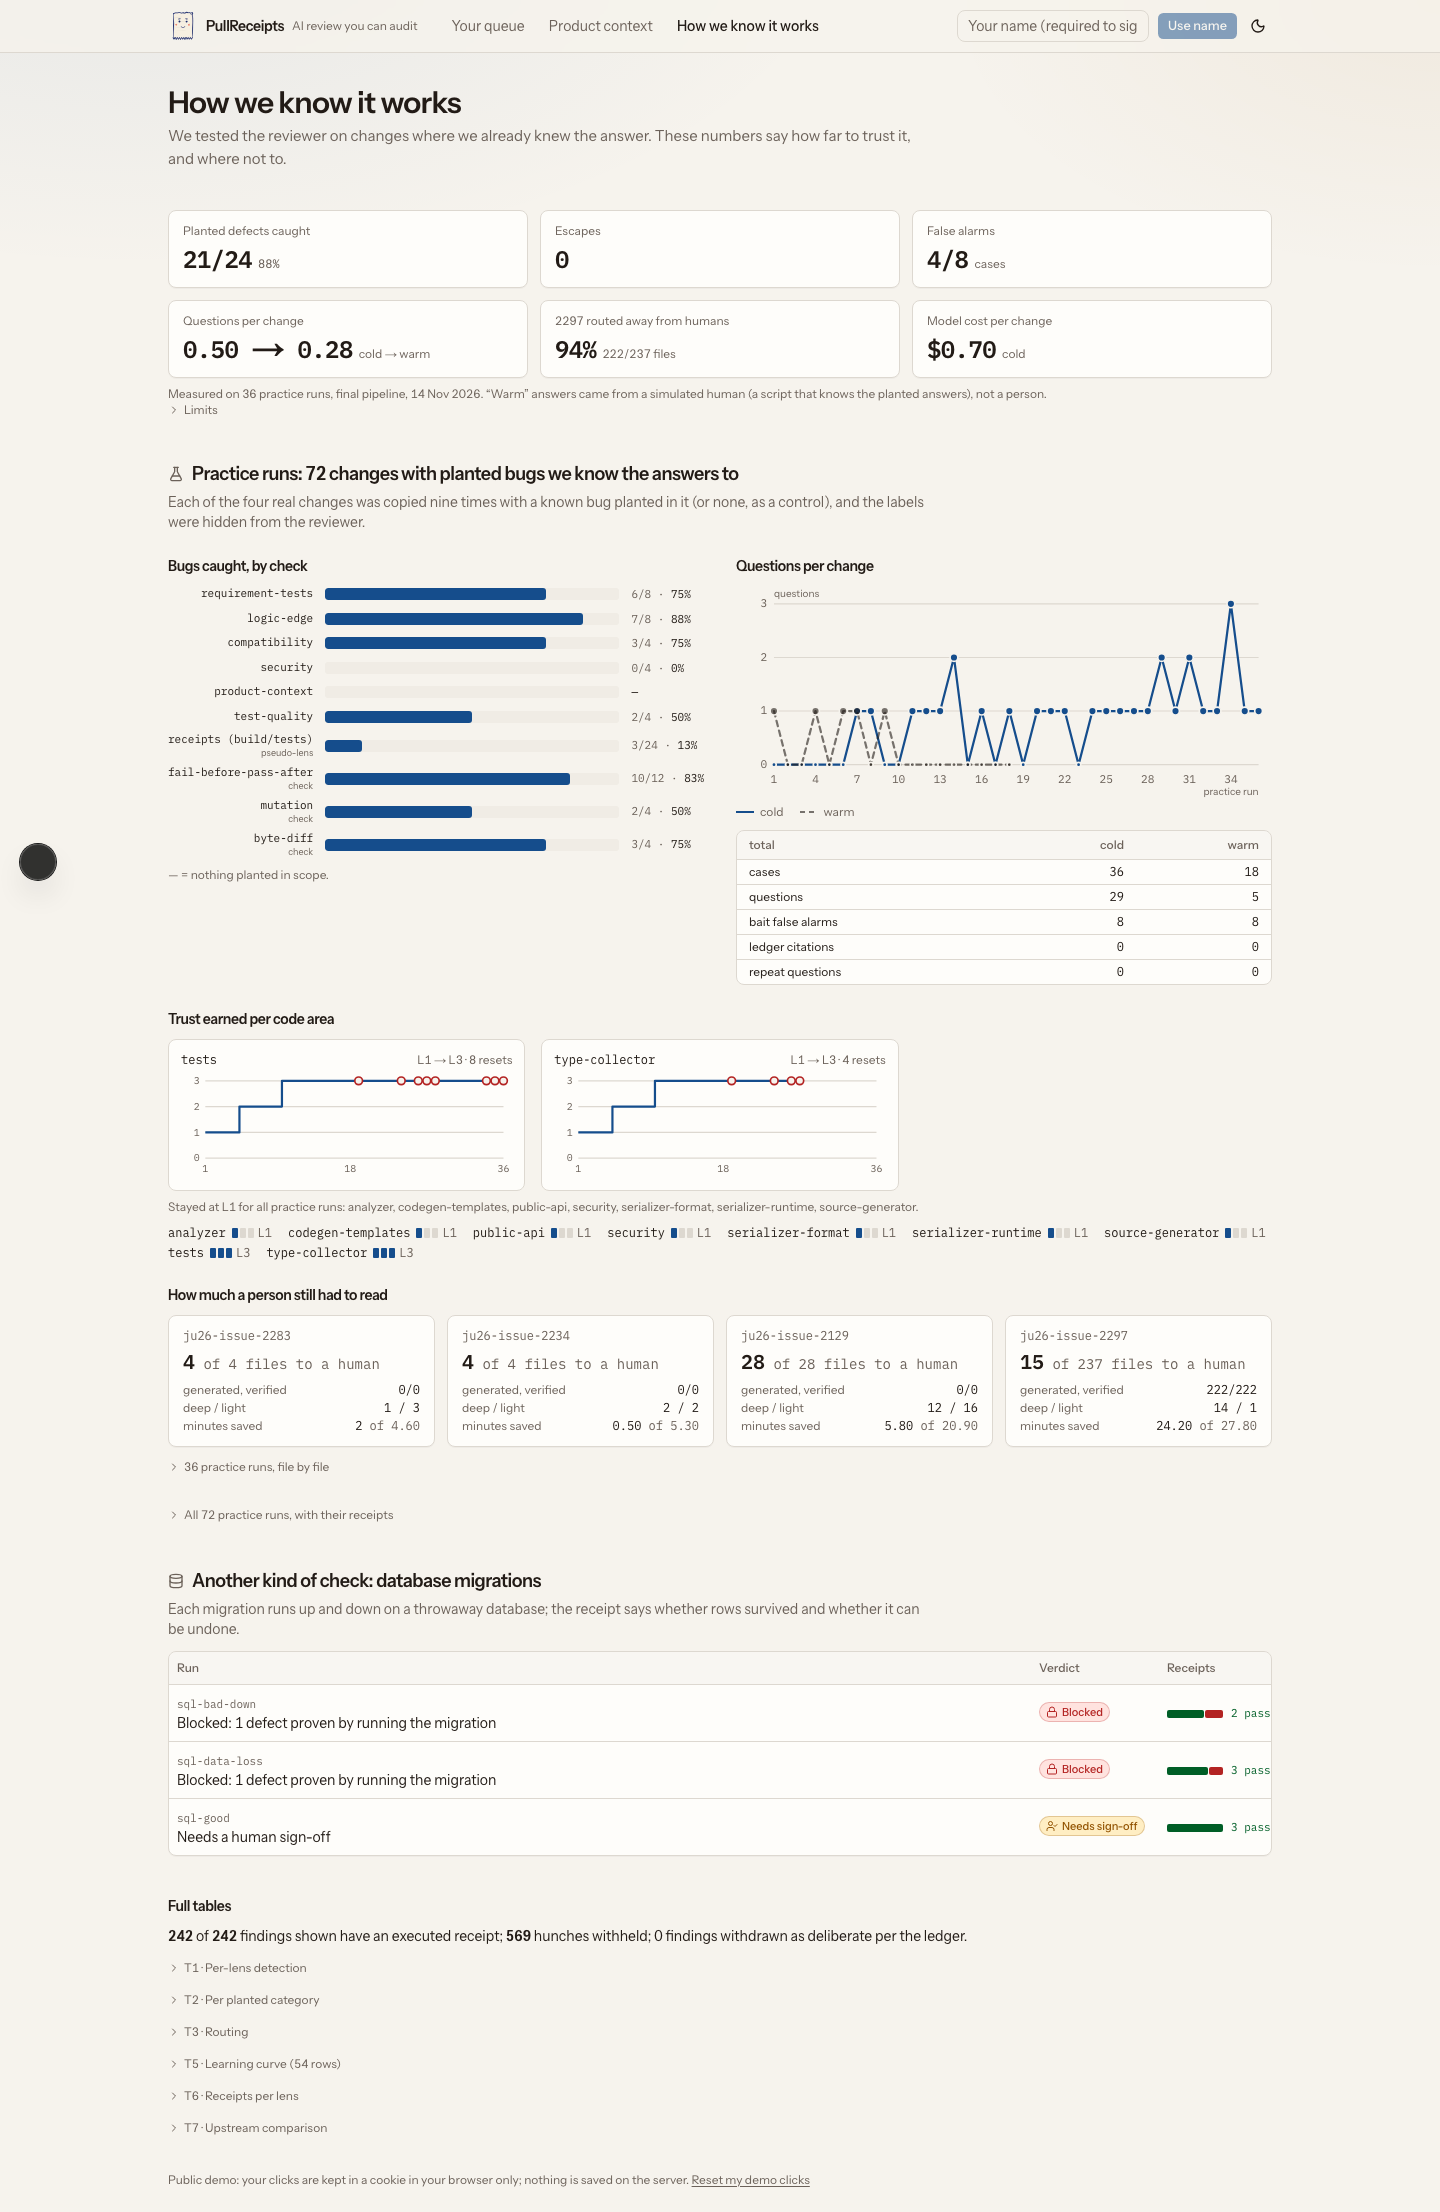 PullReceipts AI review you can audit Your queue Product context How we know it works Your name (required to sig Use name
How we know it works
We tested the reviewer on changes where we already knew the answer. These numbers say how far to trust it,
and where not to.
Planted defects caught
21/24 88%
Escapes
0
False alarms
4/8 cases
Questions per change
0.50 → 0.28 cold → warm
2297 routed away from humans
94% 222/237 files
Model cost per change
$0.70 cold
Measured on 36 practice runs, final pipeline, 14 Nov 2026. “Warm” answers came from a simulated human (a script that knows the planted answers), not a person.
Limits
Practice runs: 72 changes with planted bugs we know the answers to
Each of the four real changes was copied nine times with a known bug planted in it (or none, as a control), and the labels
were hidden from the reviewer.
Bugs caught, by check
requirement-tests 6/8 · 75%
logic-edge 7/8 · 88%
compatibility 3/4 · 75%
security 0/4 · 0%
product-context —
test-quality 2/4 · 50%
receipts (build/tests) 3/24 · 13%
pseudo-lens
fail-before-pass-after 10/12 · 83%
check
mutation 2/4 · 50%
check
byte-diff 3/4 · 75%
check
— = nothing planted in scope.
Questions per change
questions
3
2
1
0
1 4 7 10 13 16 19 22 25 28 31 34
practice run
cold warm
total cold warm
cases 36 18
questions 29 5
bait false alarms 8 8
ledger citations 0 0
repeat questions 0 0
Trust earned per code area
tests L1 → L3 · 8 resets
3
2
1
0
1 18 36
type-collector L1 → L3 · 4 resets
3
2
1
0
1 18 36
Stayed at L1 for all practice runs: analyzer, codegen-templates, public-api, security, serializer-format, serializer-runtime, source-generator.
analyzer L1 codegen-templates L1 public-api L1 security L1 serializer-format L1 serializer-runtime L1 source-generator L1
tests L3 type-collector L3
How much a person still had to read
ju26-issue-2283
4 of 4 files to a human
generated, verified 0/0
deep / light 1 / 3
minutes saved 2 of 4.60
ju26-issue-2234
4 of 4 files to a human
generated, verified 0/0
deep / light 2 / 2
minutes saved 0.50 of 5.30
ju26-issue-2129
28 of 28 files to a human
generated, verified 0/0
deep / light 12 / 16
minutes saved 5.80 of 20.90
ju26-issue-2297
15 of 237 files to a human
generated, verified 222/222
deep / light 14 / 1
minutes saved 24.20 of 27.80
36 practice runs, file by file
All 72 practice runs, with their receipts
Another kind of check: database migrations
Each migration runs up and down on a throwaway database; the receipt says whether rows survived and whether it can
be undone.
Run Verdict Receipts
sql-bad-down
Blocked: 1 defect proven by running the migration Blocked 2 pass
sql-data-loss
Blocked: 1 defect proven by running the migration Blocked 3 pass
sql-good
Needs a human sign-off Needs sign-off 3 pass
Full tables
242 of 242 findings shown have an executed receipt; 569 hunches withheld; 0 findings withdrawn as deliberate per the ledger.
T1 · Per-lens detection
T2 · Per planted category
T3 · Routing
T5 · Learning curve (54 rows)
T6 · Receipts per lens
T7 · Upstream comparison
Public demo: your clicks are kept in a cookie in your browser only; nothing is saved on the server. Reset my demo clicks